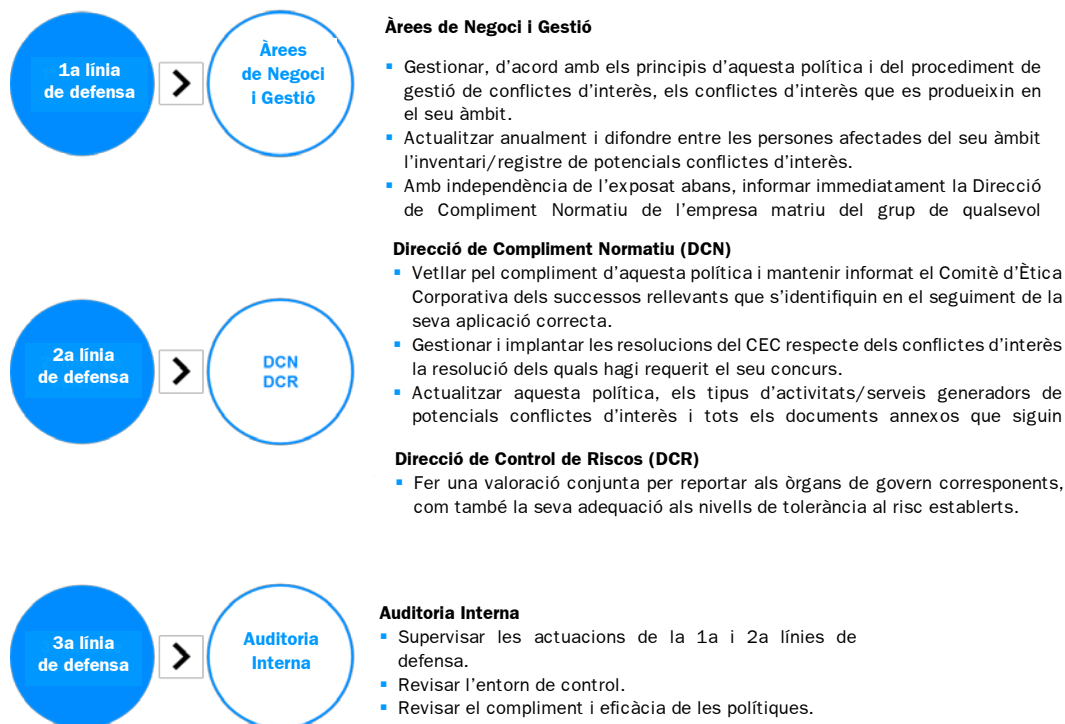 1a línia
de defensa
Àrees
de Negoci
i Gestió
Àrees de Negoci i Gestió
Gestionar, d’acord amb els principis d’aquesta política i del procediment de
gestió de conflictes d’interès, els conflictes d’interès que es produeixin en
el seu àmbit.
Actualitzar anualment i difondre entre les persones afectades del seu àmbit
l’inventari/registre de potencials conflictes d’interès.
Amb independència de l’exposat abans, informar immediatament la Direcció
de Compliment Normatiu de l’empresa matriu del grup de qualsevol
2a línia
de defensa
DCN
DCR
Direcció de Compliment Normatiu (DCN)
Vetllar pel compliment d’aquesta política i mantenir informat el Comitè d’Ètica
Corporativa dels successos rellevants que s’identifiquin en el seguiment de la
seva aplicació correcta.
Gestionar i implantar les resolucions del CEC respecte dels conflictes d’interès
la resolució dels quals hagi requerit el seu concurs.
Actualitzar aquesta política, els tipus d’activitats/serveis generadors de
potencials conflictes d’interès i tots els documents annexos que siguin
Direcció de Control de Riscos (DCR)
Fer una valoració conjunta per reportar als òrgans de govern corresponents,
com també la seva adequació als nivells de tolerància al risc establerts.
3a línia
de defensa
Auditoria
Interna
Auditoria Interna
Supervisar les actuacions de la 1a i 2a línies de
defensa.
Revisar l’entorn de control.
Revisar el compliment i eficàcia de les polítiques.